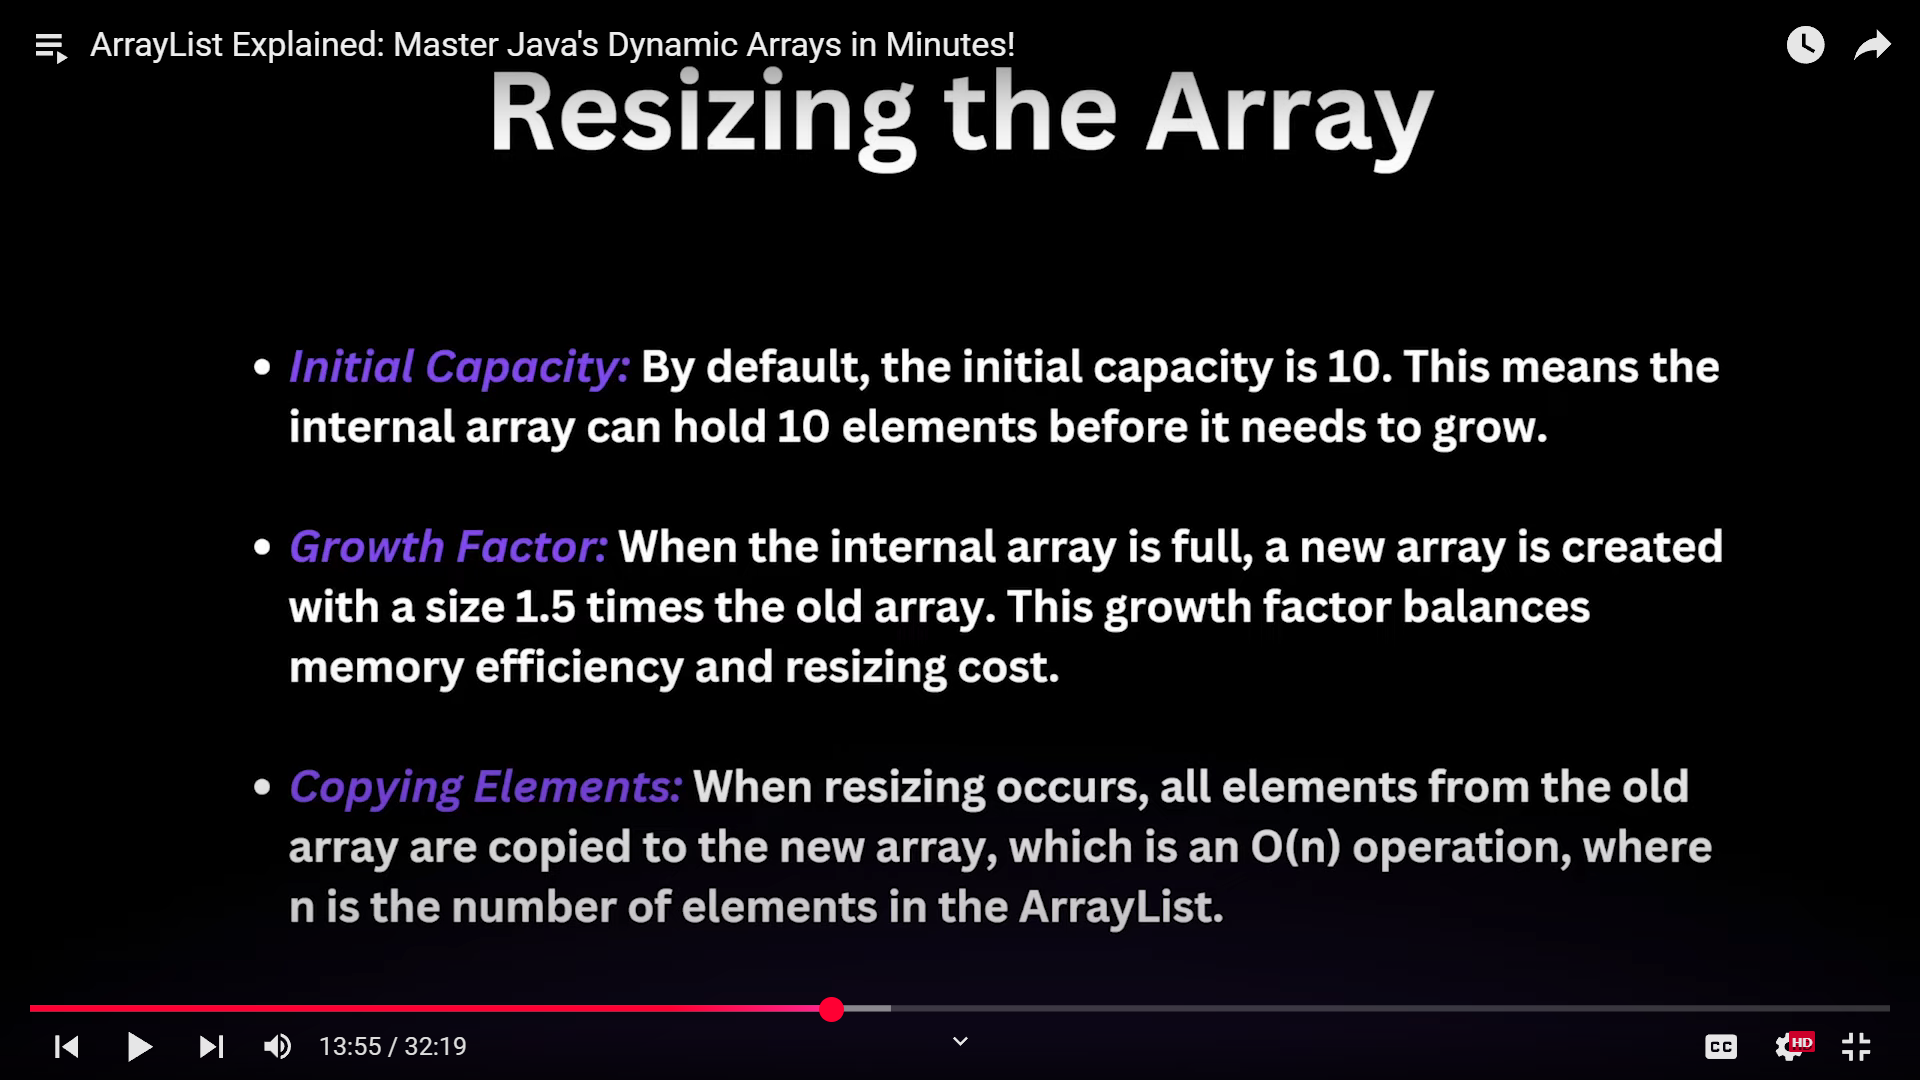 ArrayList Explained: Master Java's Dynamic Arrays in Minutes!
Resizing the Array
• Initial Capacity: By default, the initial capacity is 10. This means the
internal array can hold 10 elements before it needs to grow.
• Growth Factor: When the internal array is full, a new array is created
with a size 1.5 times the old array. This growth factor balances
memory efficiency and resizing cost.
• Copying Elements: When resizing occurs, all elements from the old
array are copied to the new array, which is an O(n) operation, where
n is the number of elements in the ArrayList.
13:55 / 32:19
CC
HD